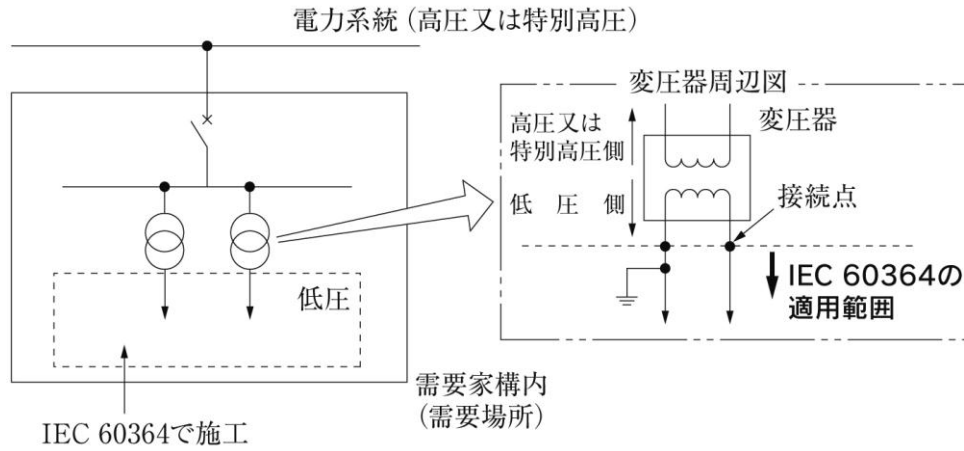 電力系統(高圧又は特別高圧)
変圧器周辺図
高圧又は
特別高圧側
変圧器
低圧側
接続点
IEC 60364の
適用範囲
低圧
需要家構内
(需要場所)
IEC 60364で施工